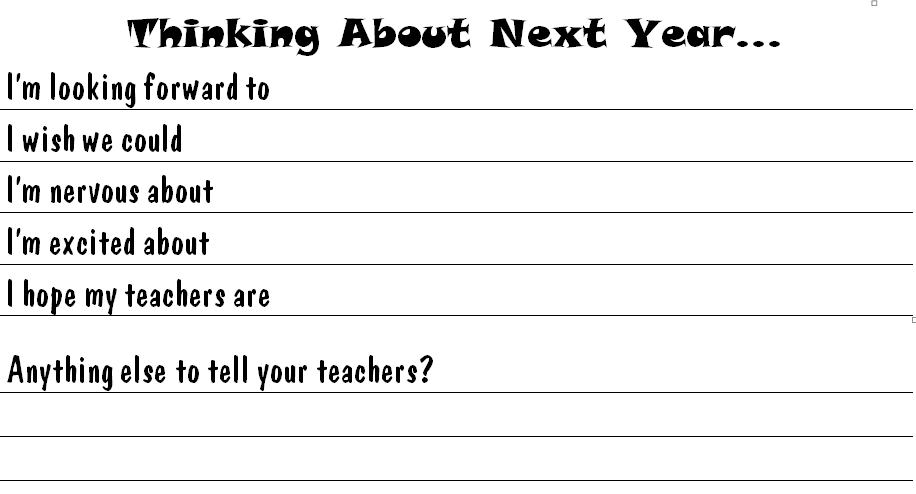 Thinking About Next Year...
I'm looking forward to
I wish we could
I'm nervous about
I'm excited about
I hope my teachers are
Anything else to tell your teachers?